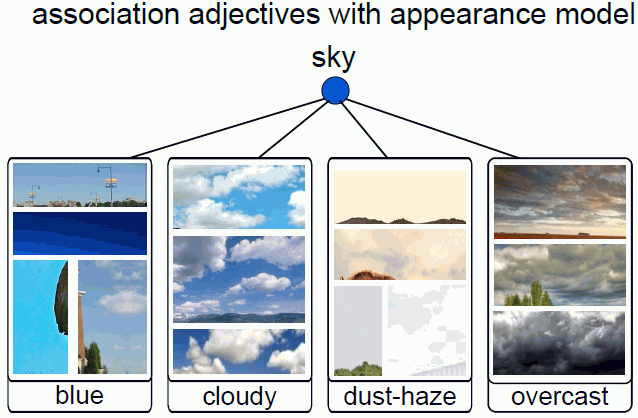 association adjectives with appearance model
sky
blue
cloudy
dust-haze
overcast